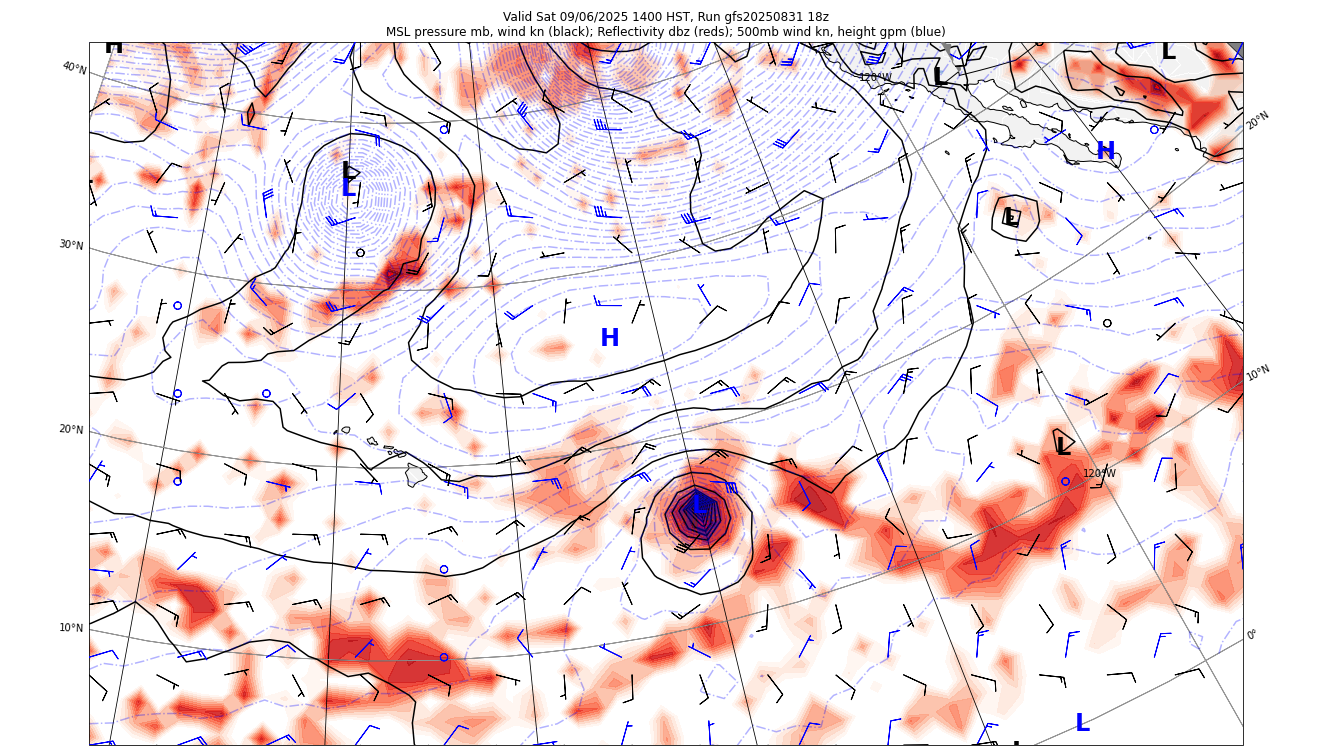 Valid Sat 09/06/2025 1400 HST, Run gfs20250831 18z
MSL pressure mb, wind kn (black); Reflectivity dbz (reds); 500mb wind kn, height gpm (blue)
H
L
L
40°N
120°W
20°N
H
L
L
L
30°N
H
10°N
20°N
L
120°W
L
10°N
0°
L